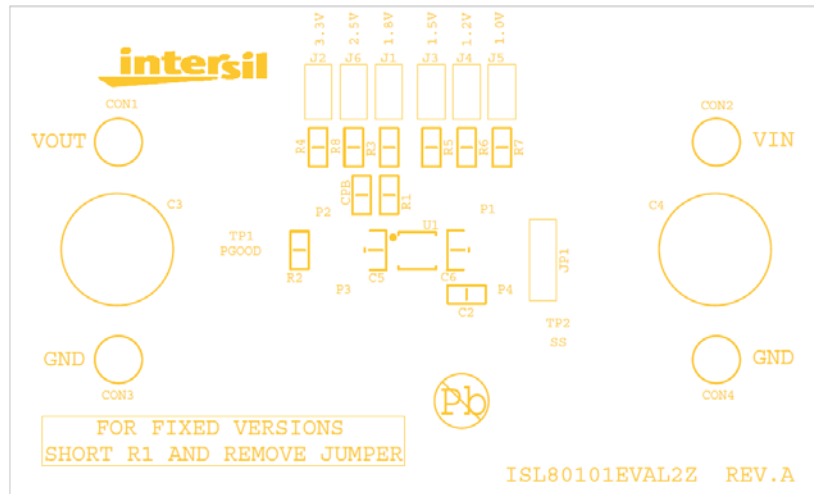 3.3V 2.5V 1.8V 1.5V 1.2V 1.0V
intersil
J2 J6 J1 J3 J4 J5
CON1
CON2
VOUT
R4 R8 R3 R5 R6 R7
VIN
CPB R1
C3
P2
P1
C4
U1
TP1
PGOOD
JP1
R2
C5
C6
P3
P4
C2
TP2
SS
GND
GND
CON3
CON4
Pb
FOR FIXED VERSIONS
SHORT R1 AND REMOVE JUMPER
ISL80101EVAL2Z REV.A